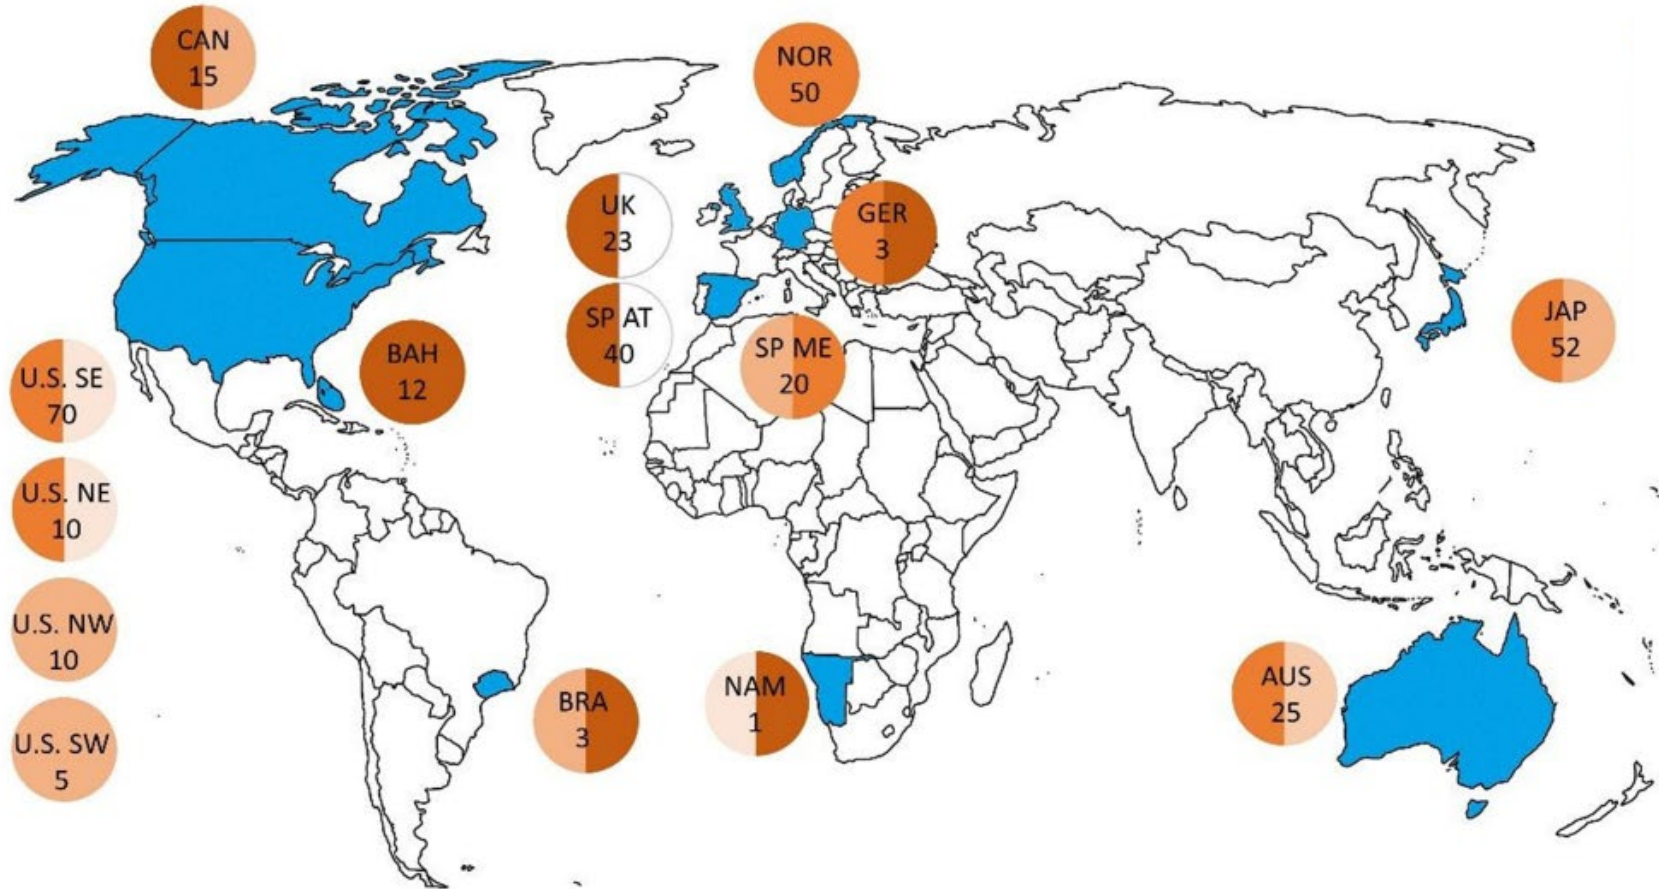 CAN
15
NOR
50
UK
23
GER
3
SP AT
40
SP ME
20
JAP
52
BAH
12
U.S. SE
70
U.S. NE
10
U.S. NW
10
U.S. SW
5
BRA
3
NAM
1
AUS
25